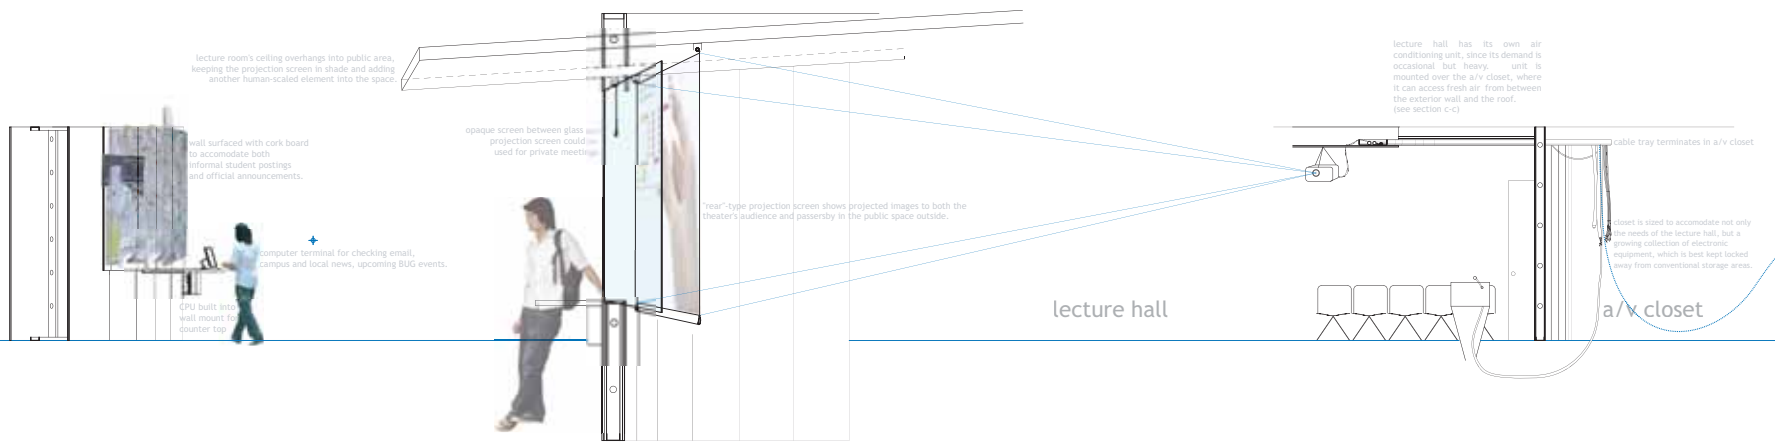 lecture room's ceiling overhangs into public area,
keeping the projection screen in shade and adding
another human-scaled element into the space.
wall surfaced with cork board
to accomodate both
informal student postings
and official announcements.
computer terminal for checking email,
campus and local news, upcoming BUG events.
CPU built into
wall mount for
counter top
opaque screen between glass
projection screen could
used for private
"rear"-type projection screen shows projected images to both the
theater's audience and passersby in the public space outside.
lecture hall
lecture hall has its own air
conditioning unit, since its demand is
occasional but heavy. unit is
mounted over the a/v closet, where
it can access fresh air from between
the exterior wall and the roof.
(see section c-c)
cable tray terminates in a/v closet
closet is sized to accomodate not only
the needs of the lecture hall, but a
growing collection of electronic
equipment, which is best kept locked
away from conventional storage areas.
a/v closet